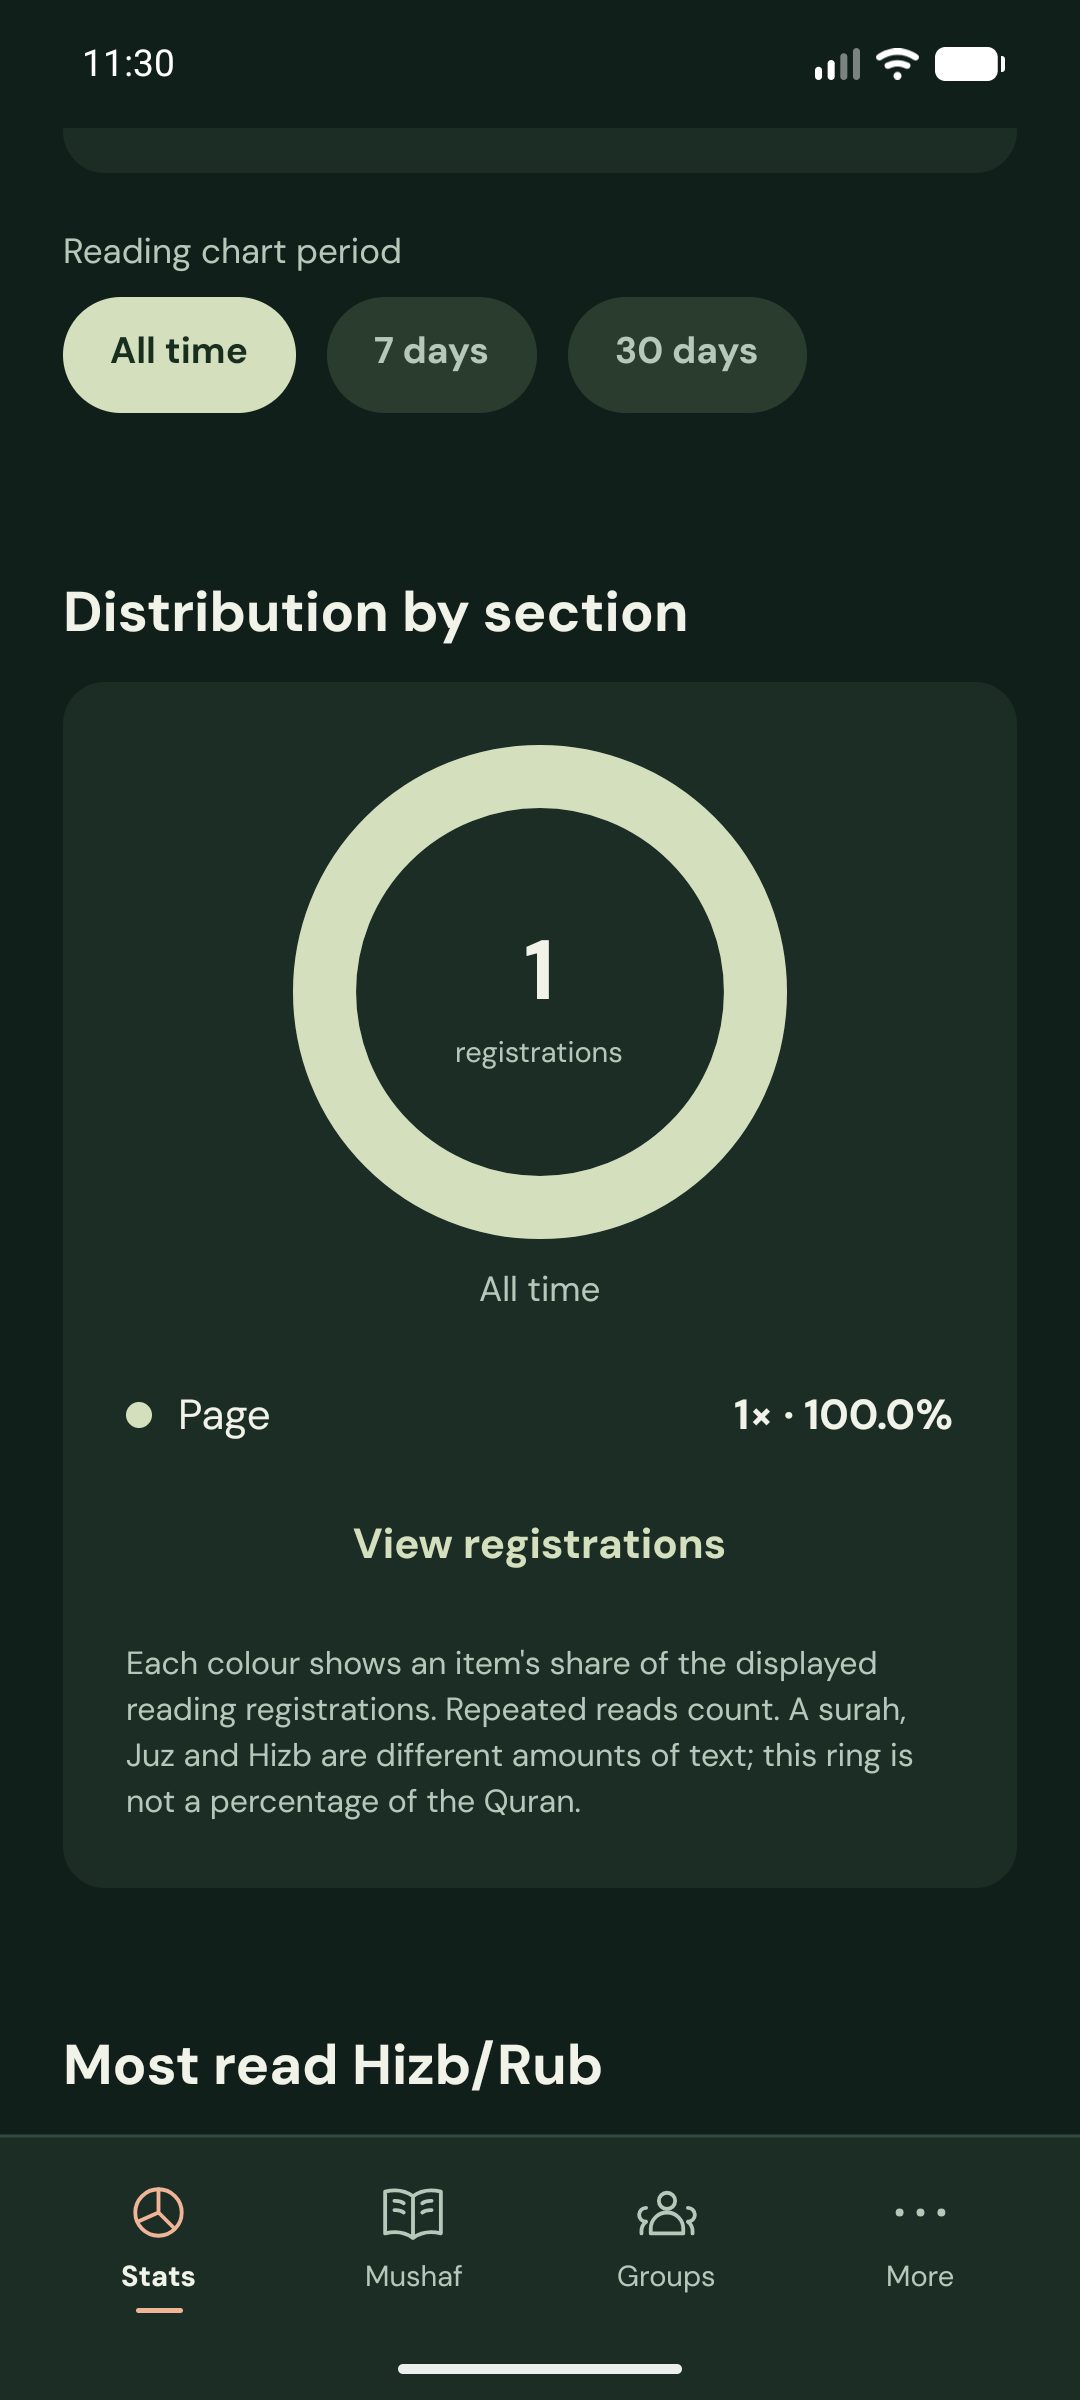 11:30
Reading chart period
All time
7 days
30 days
Distribution by section
1
registrations
All time
Page
1× · 100.0%
View registrations
Each colour shows an item's share of the displayed
reading registrations. Repeated reads count. A surah,
Juz and Hizb are different amounts of text; this ring is
not a percentage of the Quran.
Most read Hizb/Rub
Stats
Mushaf
Groups
More